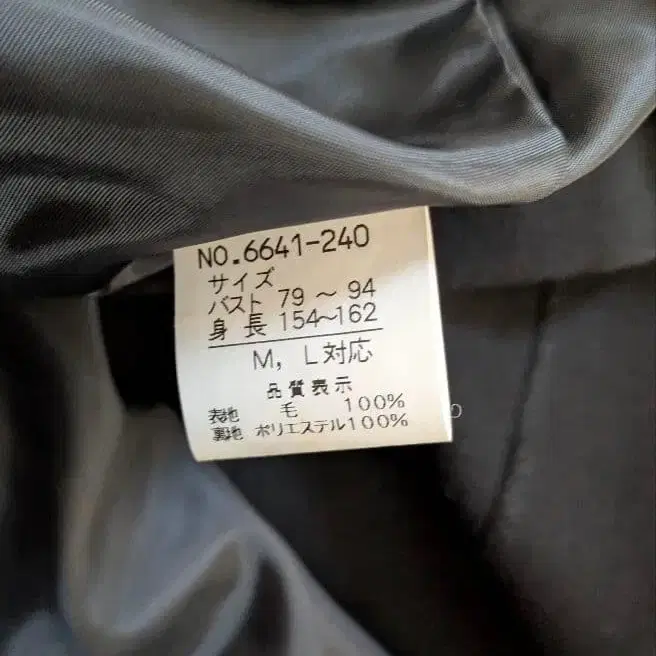 NO.6641-240
サイズ
バスト 79 ~ 94
身 長 154~162
M, L対応
品質表示
表地 毛 100%
裏地 ポリエステル100%